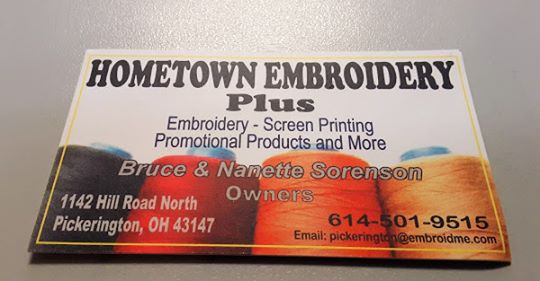 HOMETOWN EMBROIDERY
Plus
Embroidery - Screen Printing
Promotional Products and More
Bruce & Nanette Sorenson
Owners
1142 Hill Road North
Pickerington, OH 43147
614-501-9515
Email: pickerington@embroidme.com